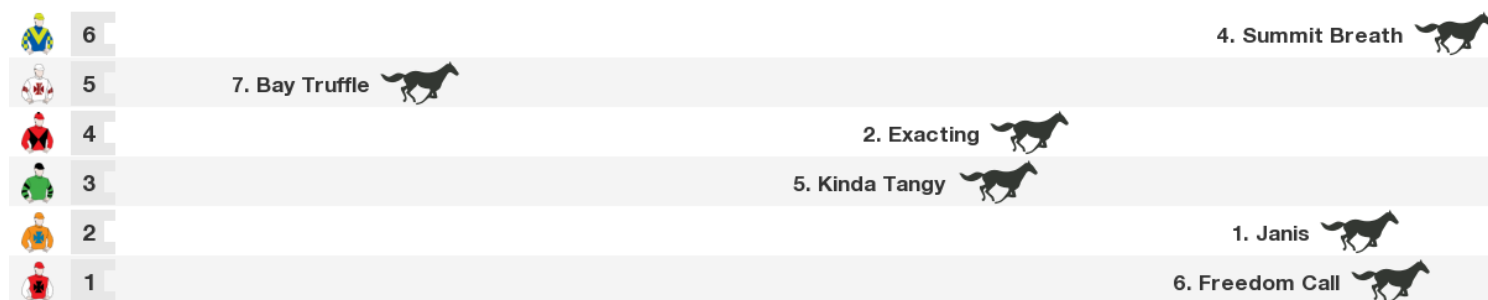 6 4. Summit Breath
5 7. Bay Truffle
4 2. Exacting
3 5. Kinda Tangy
2 1. Janis
1 6. Freedom Call